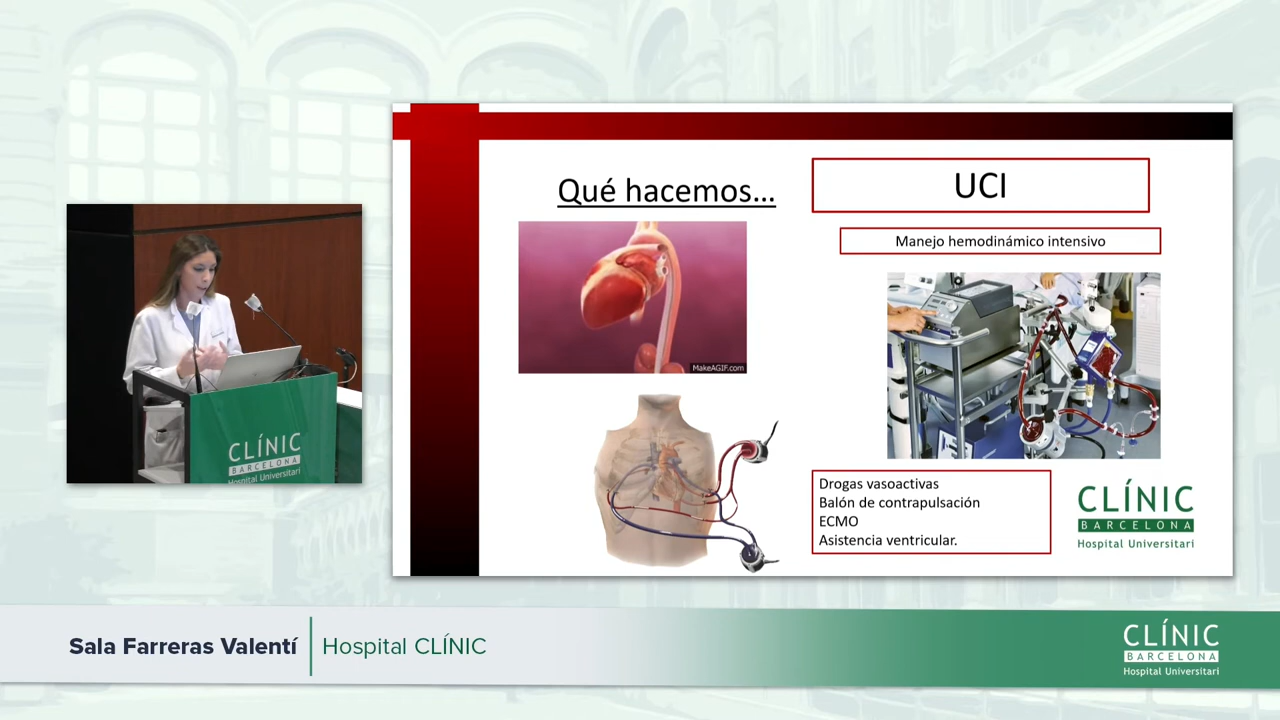 Qué hacemos...
UCI
Manejo hemodinámico intensivo
MakeAGIF.com
Drogas vasoactivas
Balón de contrapulsación
ECMO
Asistencia ventricular.
CLÍNIC
BARCELONA
Hospital Universitari
CLÍNIC
BARCELONA
Hospital Universitari
Sala Farreras Valentí
Hospital CLÍNIC
CLÍNIC
BARCELONA
Hospital Universitari